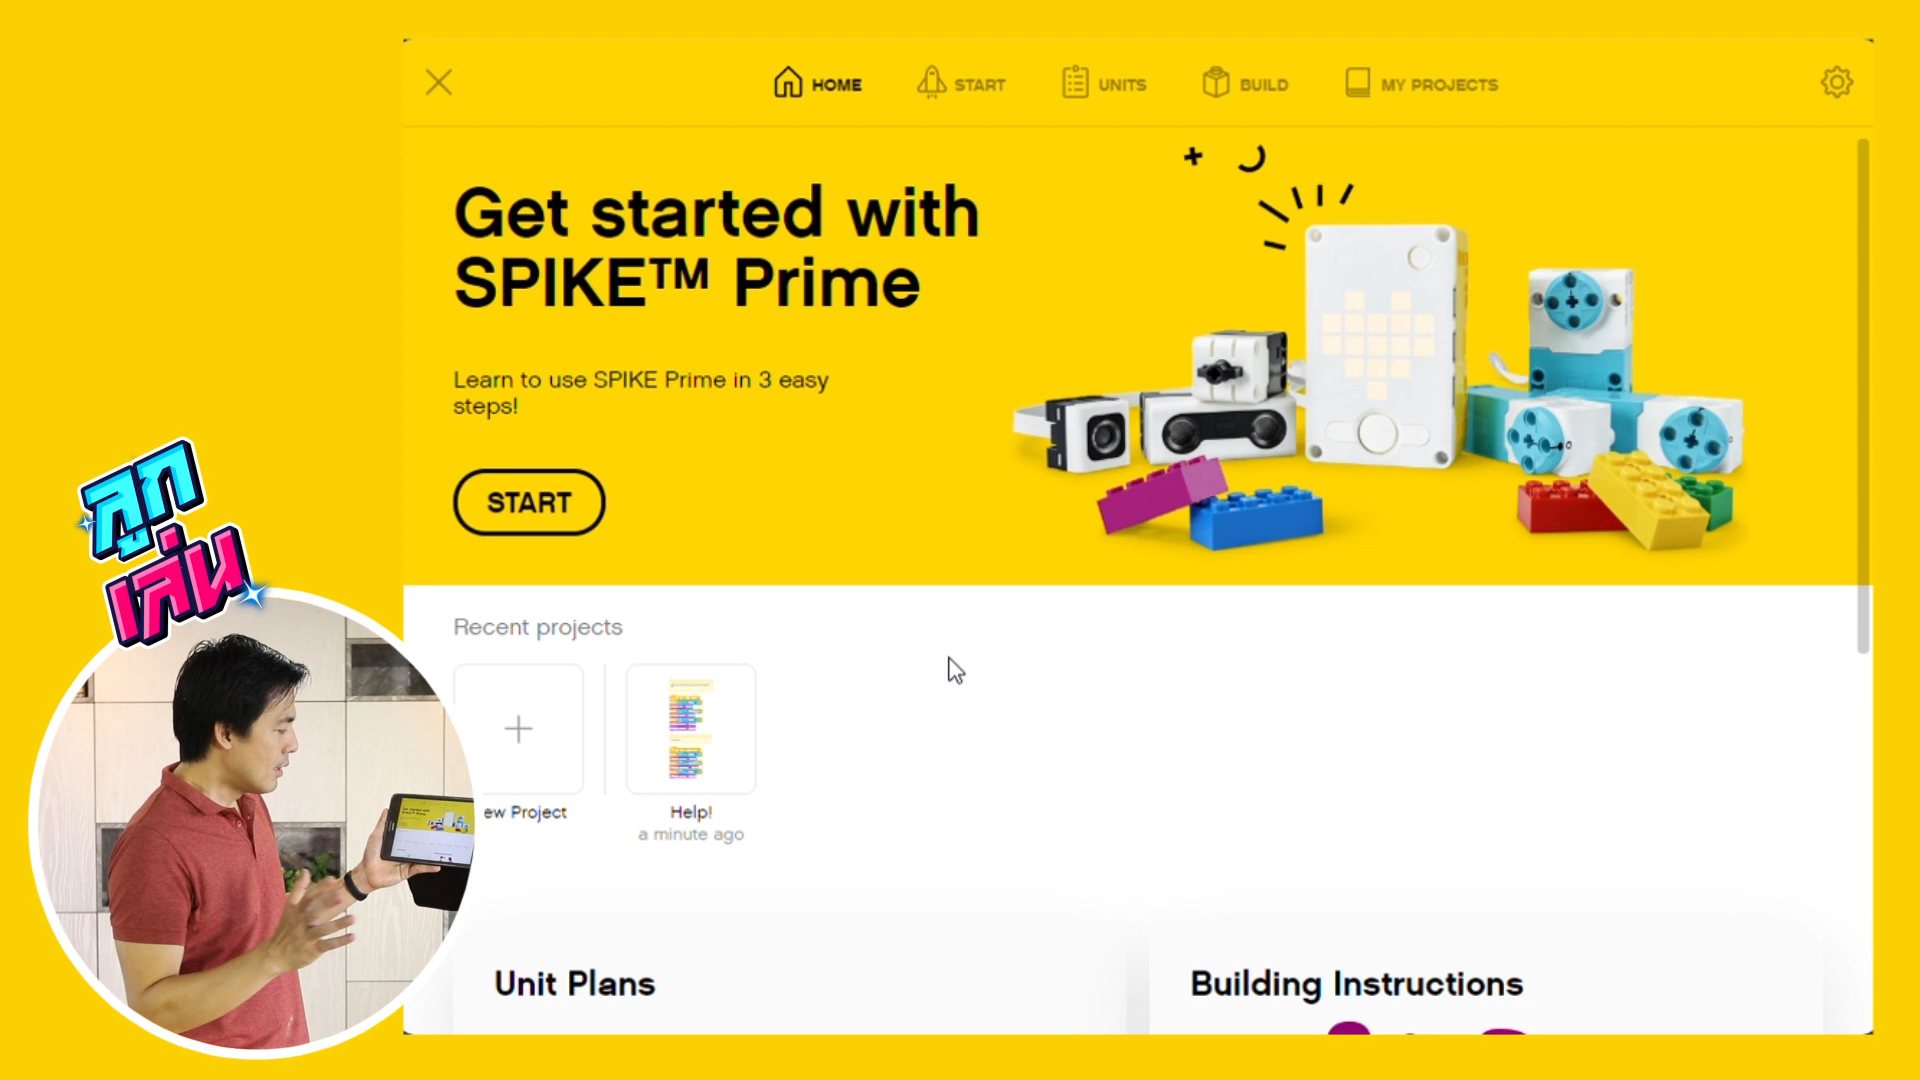 HOME
START
UNITS
BUILD
MY PROJECTS
Get started with
SPIKE™ Prime
Learn to use SPIKE Prime in 3 easy
steps!
START
ลูก
เล่น
Recent projects
ew Project
Help!
a minute ago
Unit Plans
Building Instructions